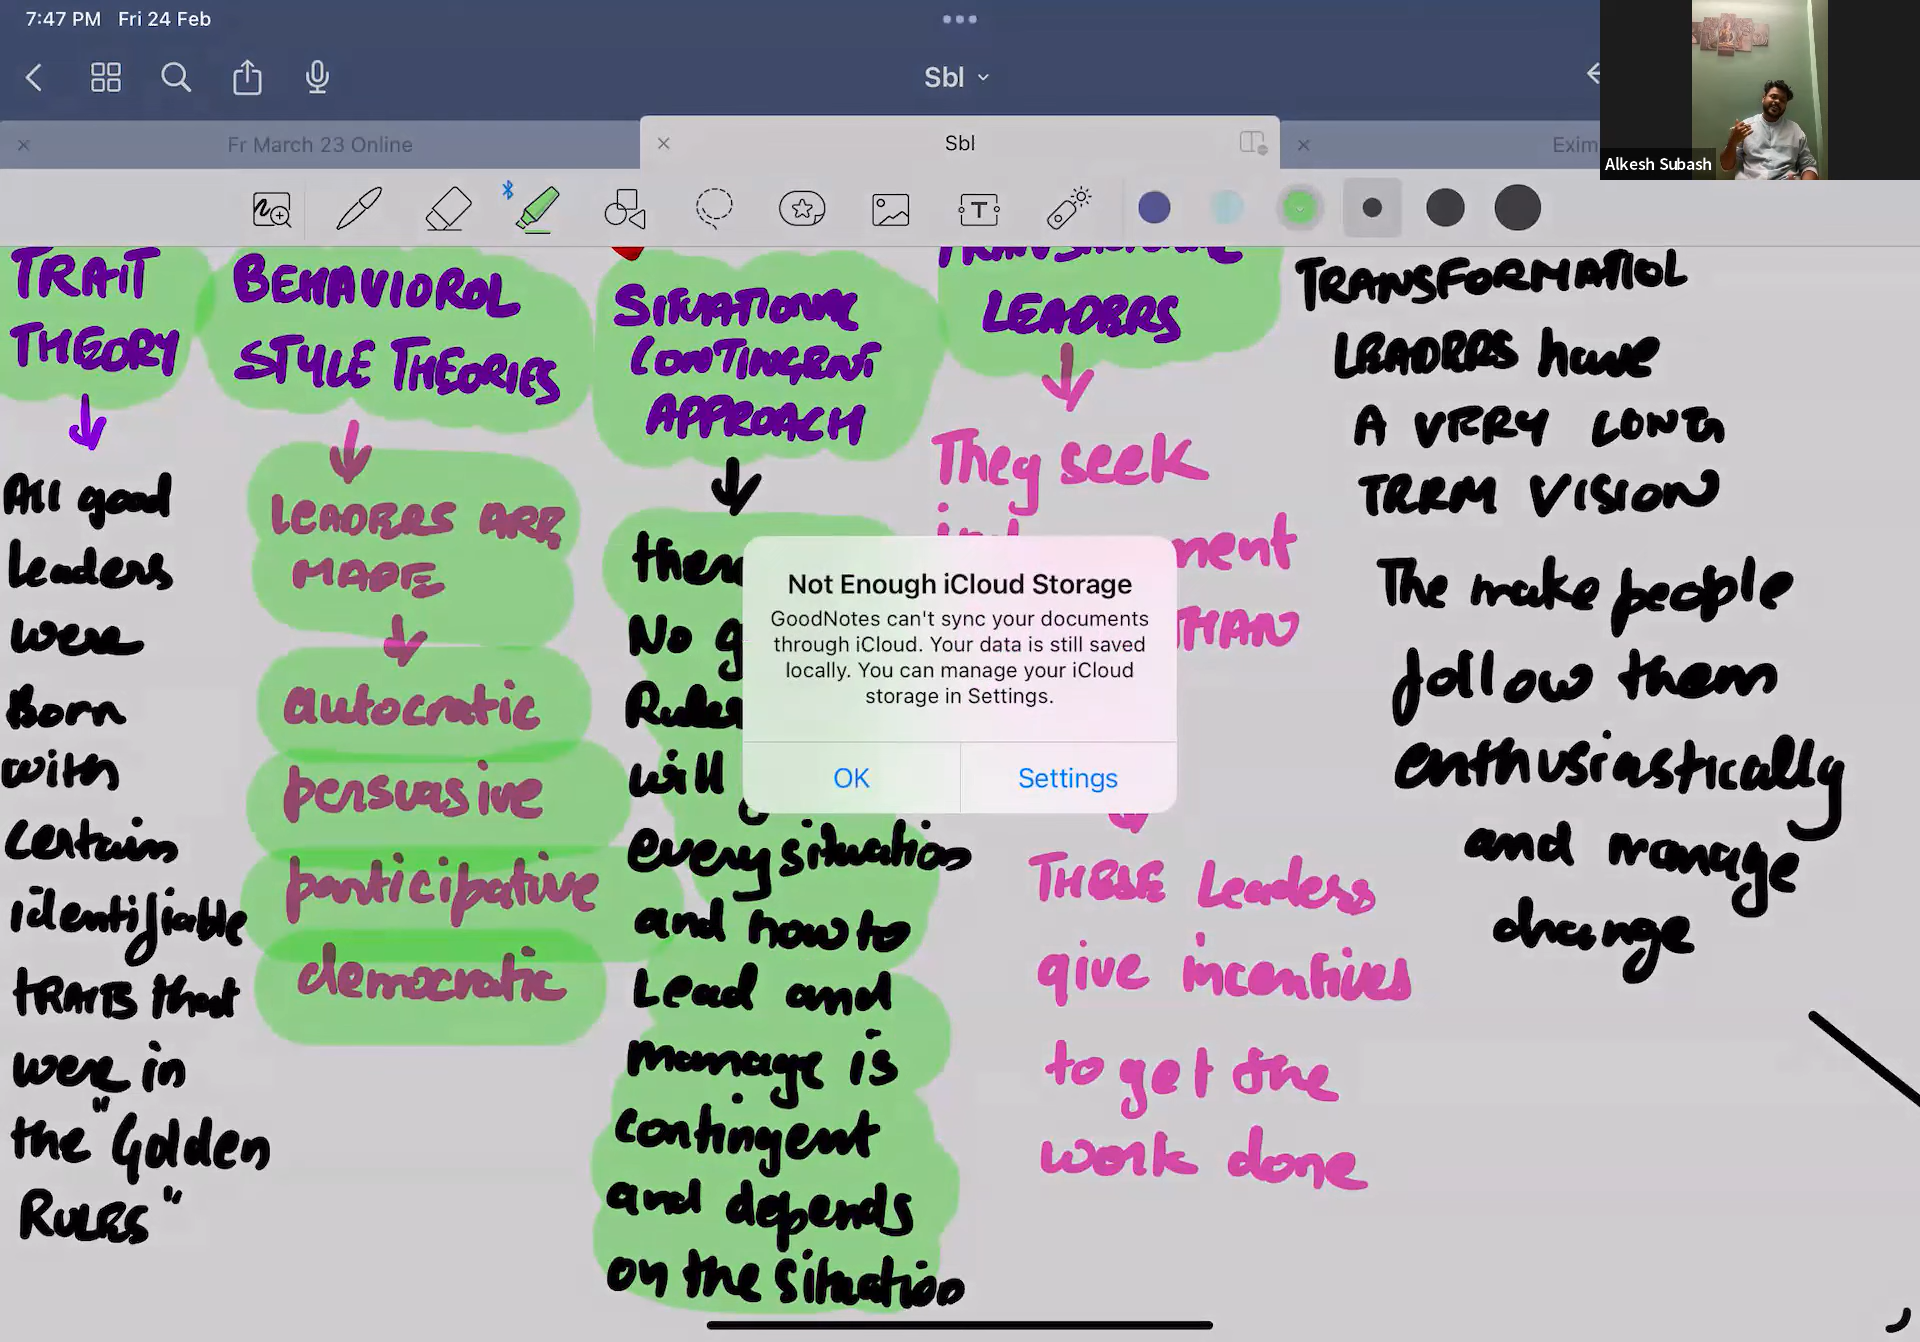 7:47 PM Fri 24 Feb
Sbl
Fr March 23 Online
Sbl
Exim
Alkesh Subash
TRAIT
THEORY
All good
Leaders
were
Born
with
certain
identifiable
TRAITS that
were in
the "Golden
RULES"
BEHAVIOROL
STYLE THEORIES
LEADERS ARE
MADE
autocratic
persuasive
participative
democratic
SITUATIONAL
CONTINGENT
APPROACH
No
will
every situation
and how to
Lead and
manage is
contingent
and depends
on the situation
LEADERS
They seek
THAN
THESE Leaders
give incentives
to get the
work done
TRANSFORMATIOL
LEADERS have
A VERY LONG
TERM VISION
The make people
follow them
enthusiastically
and manage
change
Not Enough iCloud Storage
GoodNotes can't sync your documents
through iCloud. Your data is still saved
locally. You can manage your iCloud
storage in Settings.
OK
Settings